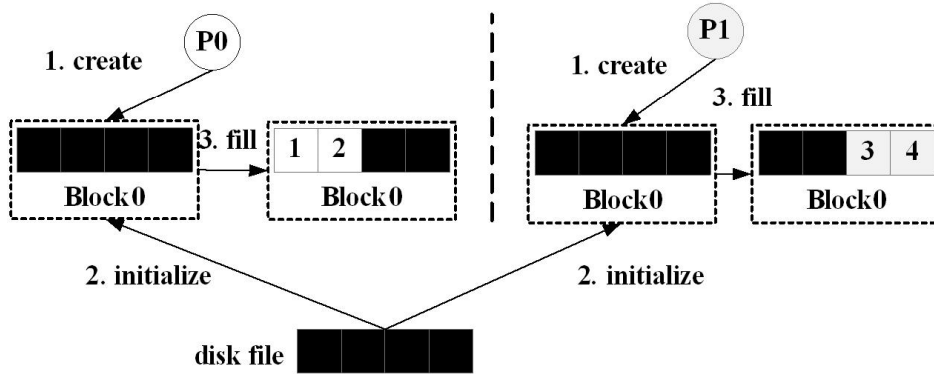 P0
1. create
3. fill
1 2
Block0
Block0
2. initialize
P1
1. create
3. fill
3 4
Block0
Block0
2. initialize
disk file